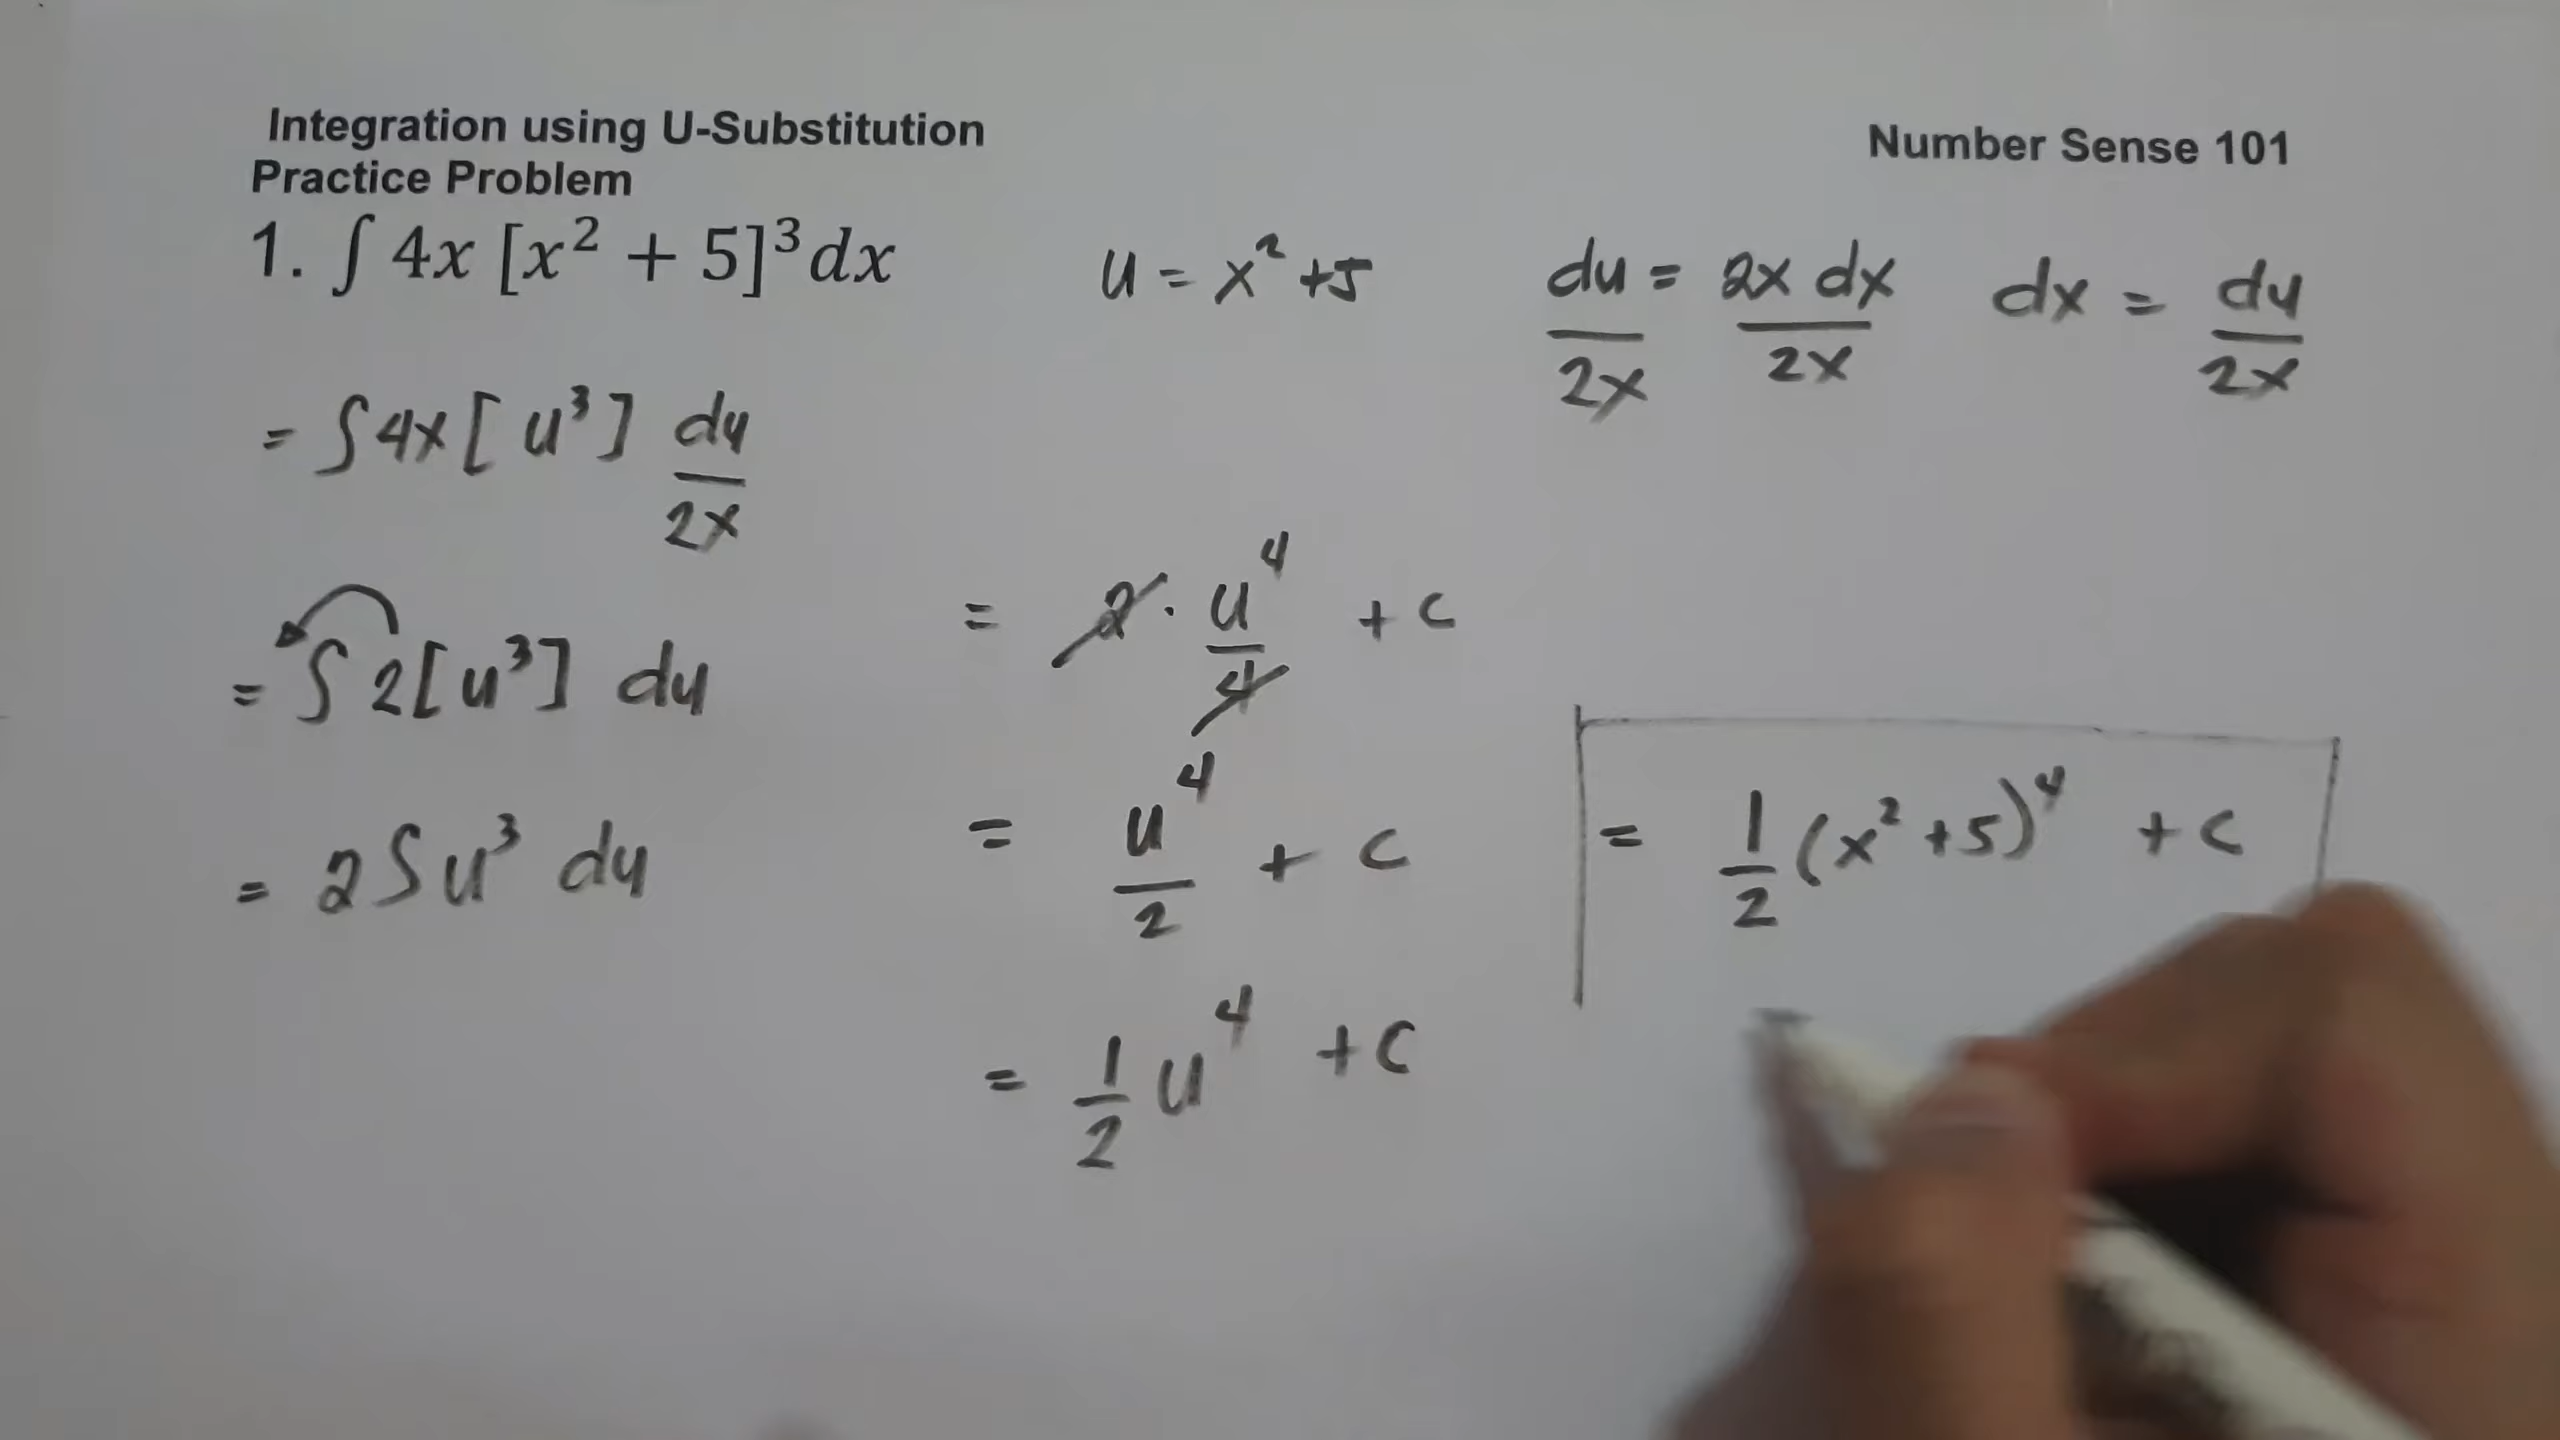 Integration using U-Substitution
Number Sense 101
Practice Problem
1. ∫ 4x [x² + 5]³ dx
u = x² + 5
du/2x = 2x dx/2x
dx = du/2x
= ∫ 4x [u³] du/2x
= ∫ 2[u³] du
= 2∫u³ du
= 2 · u⁴/4 + c
= u⁴/2 + c
= 1/2 u⁴ + c
= 1/2 (x² + 5)⁴ + c